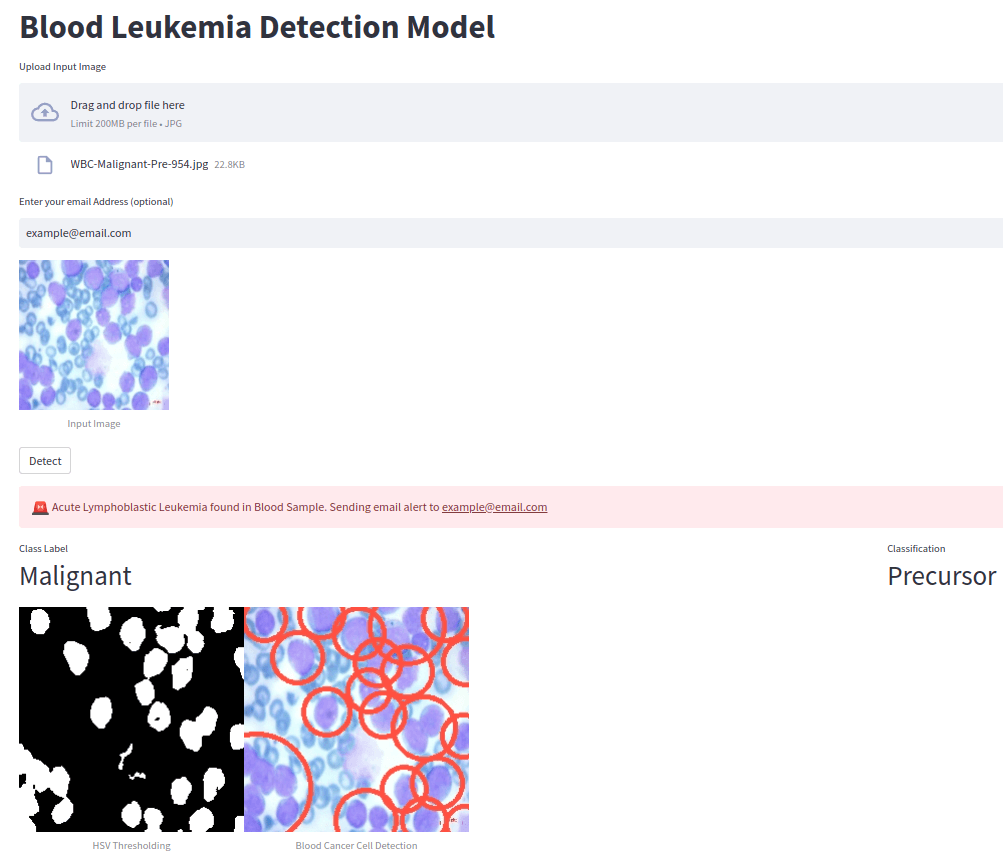 Blood Leukemia Detection Model
Upload Input Image
Drag and drop file here
Limit 200MB per file • JPG
WBC-Malignant-Pre-954.jpg 22.8KB
Enter your email Address (optional)
example@email.com
Input Image
Detect
🚨 Acute Lymphoblastic Leukemia found in Blood Sample. Sending email alert to example@email.com
Class Label
Malignant
Classification
Precursor
HSV Thresholding
Blood Cancer Cell Detection